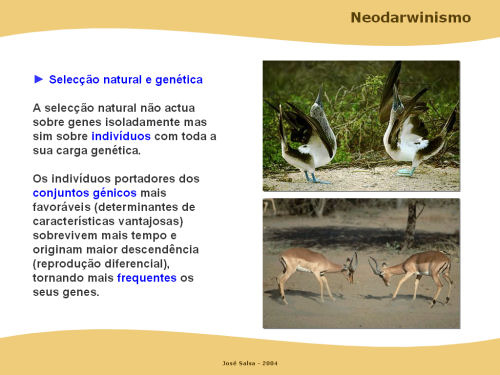 Neodarwinismo
► Selecção natural e genética
A selecção natural não actua
sobre genes isoladamente mas
sim sobre indivíduos com toda a
sua carga genética.
Os indivíduos portadores dos
conjuntos génicos mais
favoráveis (determinantes de
características vantajosas)
sobrevivem mais tempo e
originam maior descendência
(reprodução diferencial),
tornando mais frequentes os
seus genes.
José Salsa - 2004